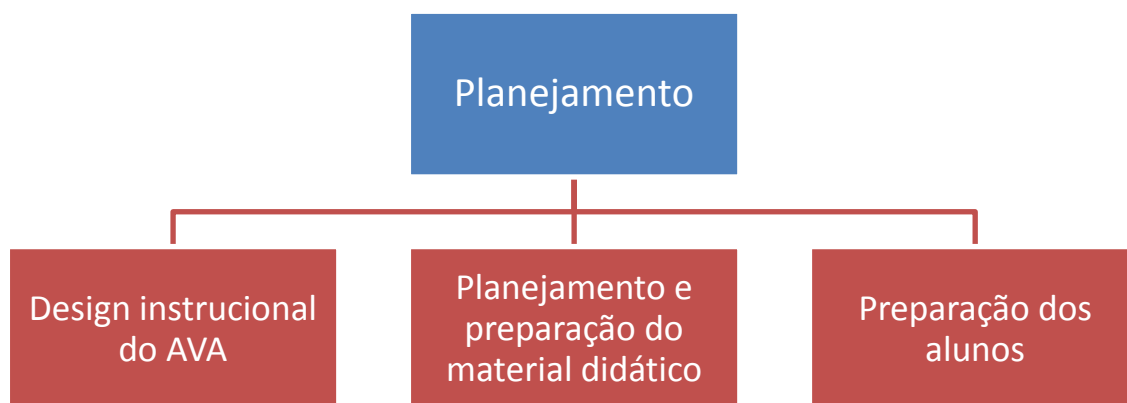 Planejamento
Design instrucional
do AVA
Planejamento e
preparação do
material didático
Preparação dos
alunos